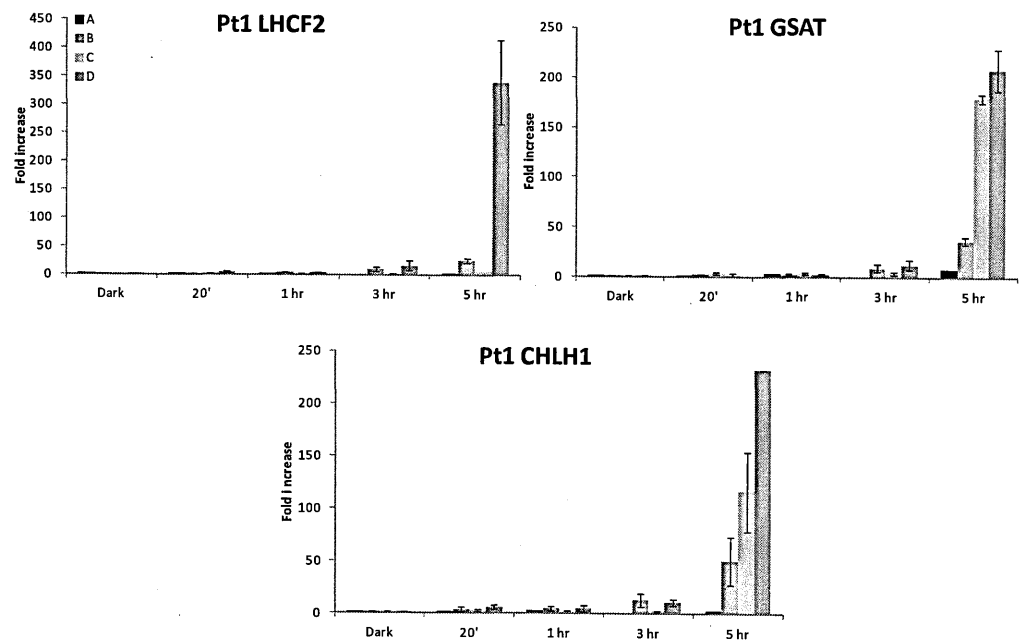 Pt1 LHCF2
450
400
350
300
250
200
150
100
50
0
Fold increase
A
B
C
D
Dark 20' 1 hr 3 hr 5 hr
Pt1 GSAT
250
200
150
100
50
0
Fold increase
Dark 20' 1 hr 3 hr 5 hr
Pt1 CHLH1
250
200
150
100
50
0
Fold I ncrease
Dark 20' 1 hr 3 hr 5 hr